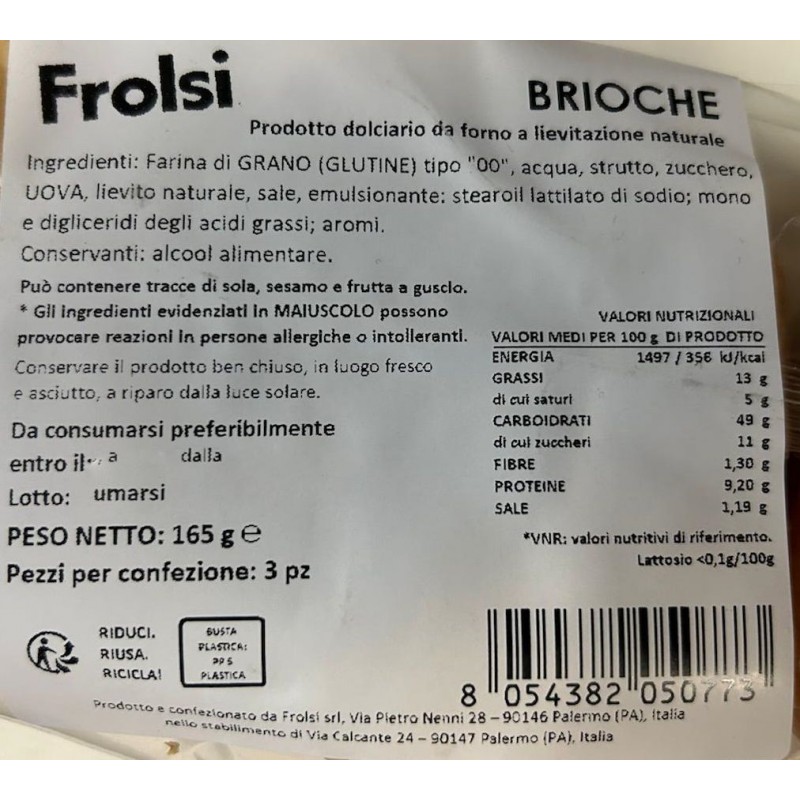 Frolsi
BRIOCHE
Prodotto dolciario da forno a lievitazione naturale
Ingredienti: Farina di GRANO (GLUTINE) tipo "00", acqua, strutto, zucchero,
UOVA, lievito naturale, sale, emulsionante: stearoil lattilato di sodio; mono
e digliceridi degli acidi grassi; aromi.
Conservanti: alcool alimentare.
Può contenere tracce di soia, sesamo e frutta a guscio.
* Gli ingredienti evidenziati in MAIUSCOLO possono
provocare reazioni in persone allergiche o intolleranti.
Conservare il prodotto ben chiuso, in luogo fresco
e asciutto, a riparo dalla luce solare.
Da consumarsi preferibilmente
entro il a dalla
Lotto: umarsi
PESO NETTO: 165 g e
Pezzi per confezione: 3 pz
VALORI NUTRIZIONALI
VALORI MEDI PER 100 g DI PRODOTTO
ENERGIA 1497 / 356 kJ/kcal
GRASSI 13 g
di cui saturi 5 g
CARBOIDRATI 49 g
di cui zuccheri 11 g
FIBRE 1,30 g
PROTEINE 9,20 g
SALE 1,19 g
*VNR: valori nutritivi di riferimento.
Lattosio <0,1g/100g
RIDUCI.
RIUSA.
RICICLA!
BUSTA
PLASTICA:
PP 5
PLASTICA
8 054382 050773
Prodotto e confezionato da Frolsi srl, Via Pietro Nenni 28 – 90146 Palermo (PA), Italia
nello stabilimento di Via Calcante 24 – 90147 Palermo (PA), Italia